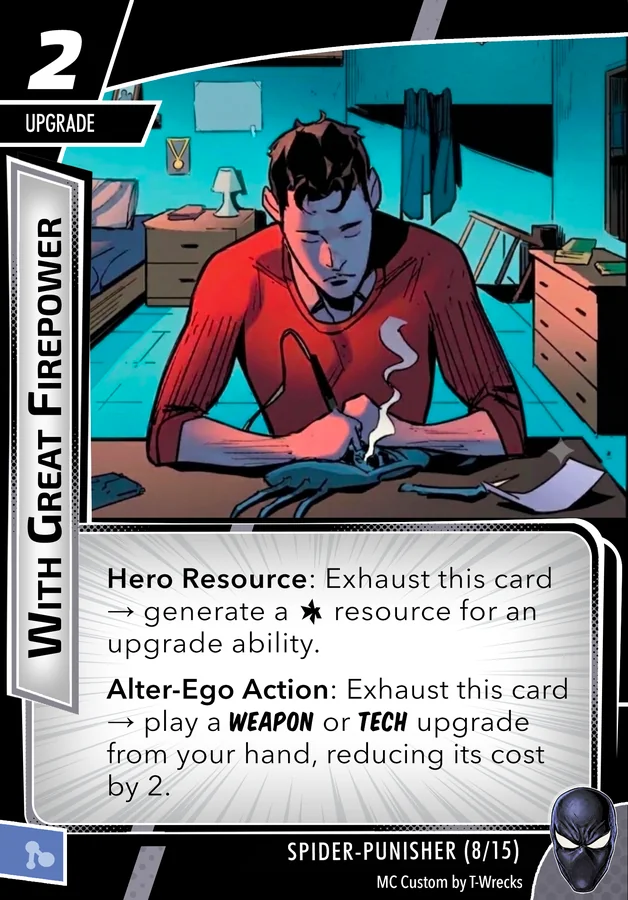 2
UPGRADE
WITH GREAT FIREPOWER
Hero Resource: Exhaust this card
→ generate a resource for an
upgrade ability.
Alter-Ego Action: Exhaust this card
→ play a WEAPON or TECH upgrade
from your hand, reducing its cost
by 2.
SPIDER-PUNISHER (8/15)
MC Custom by T-Wrecks